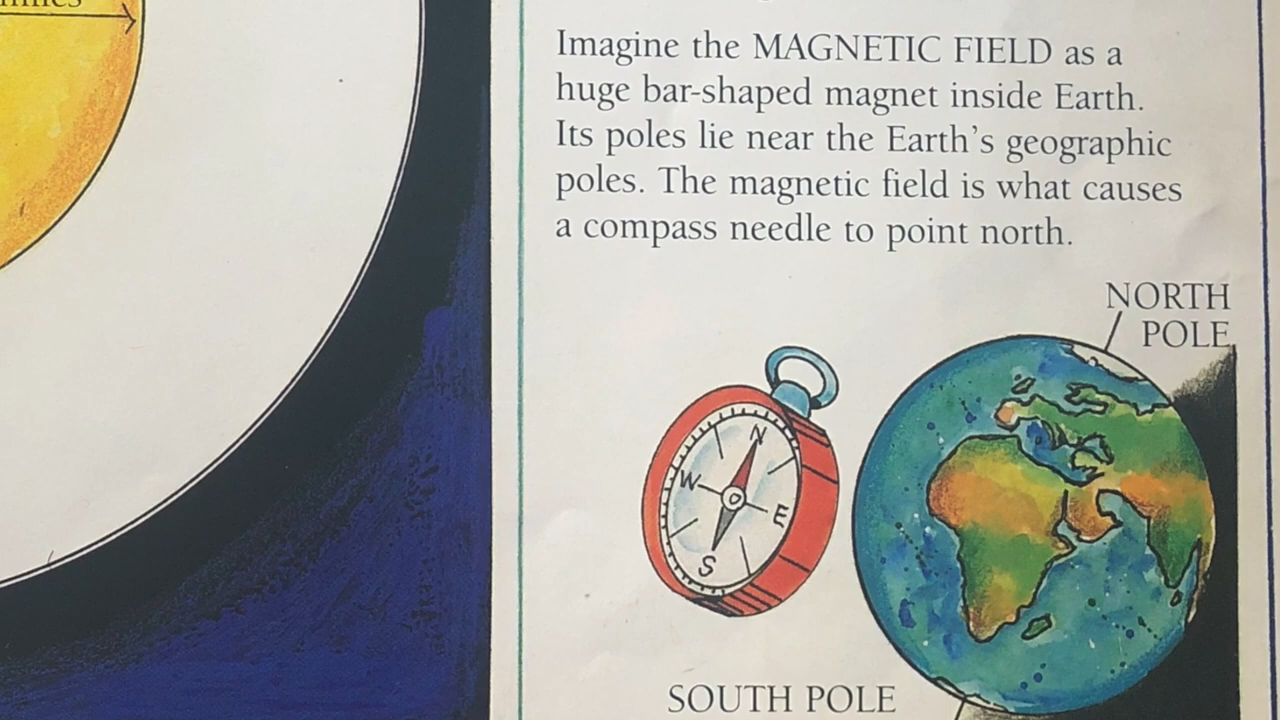 Imagine the MAGNETIC FIELD as a
huge bar-shaped magnet inside Earth.
Its poles lie near the Earth's geographic
poles. The magnetic field is what causes
a compass needle to point north.
NORTH
POLE
N
W
E
S
SOUTH POLE